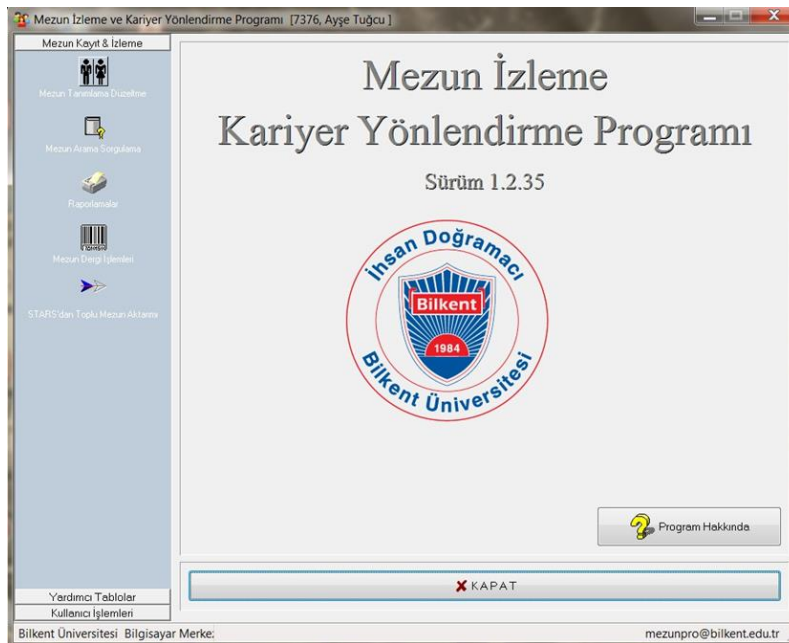 Mezun İzleme ve Kariyer Yönlendirme Programı [7376, Ayşe Tuğcu ]
Mezun Kayıt & İzleme
Mezun Tanımlama Düzeltme
Mezun Arama Sorgulama
Raporlamalar
Mezun Dergi İşlemleri
STARS'dan Toplu Mezun Aktarımı
Yardımcı Tablolar
Kullanıcı İşlemleri
Mezun İzleme
Kariyer Yönlendirme Programı
Sürüm 1.2.35
İhsan Doğramacı
Bilkent
1984
Bilkent Üniversitesi
Program Hakkında
KAPAT
Bilkent Üniversitesi Bilgisayar Merkez
mezunpro@bilkent.edu.tr